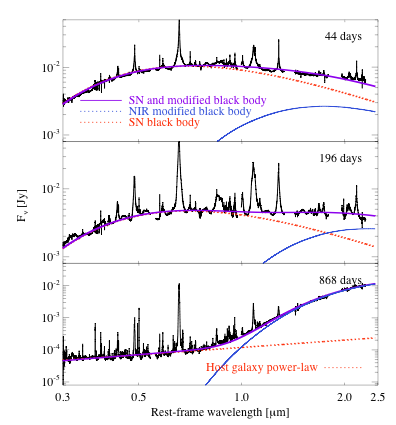 44 days
10⁻²
SN and modified black body
NIR modified black body
SN black body
10⁻³
196 days
10⁻²
Fν [Jy]
10⁻³
868 days
10⁻²
10⁻³
10⁻⁴
Host galaxy power-law
10⁻⁵
0.3 0.5 1.0 2.0 2.5
Rest-frame wavelength [μm]